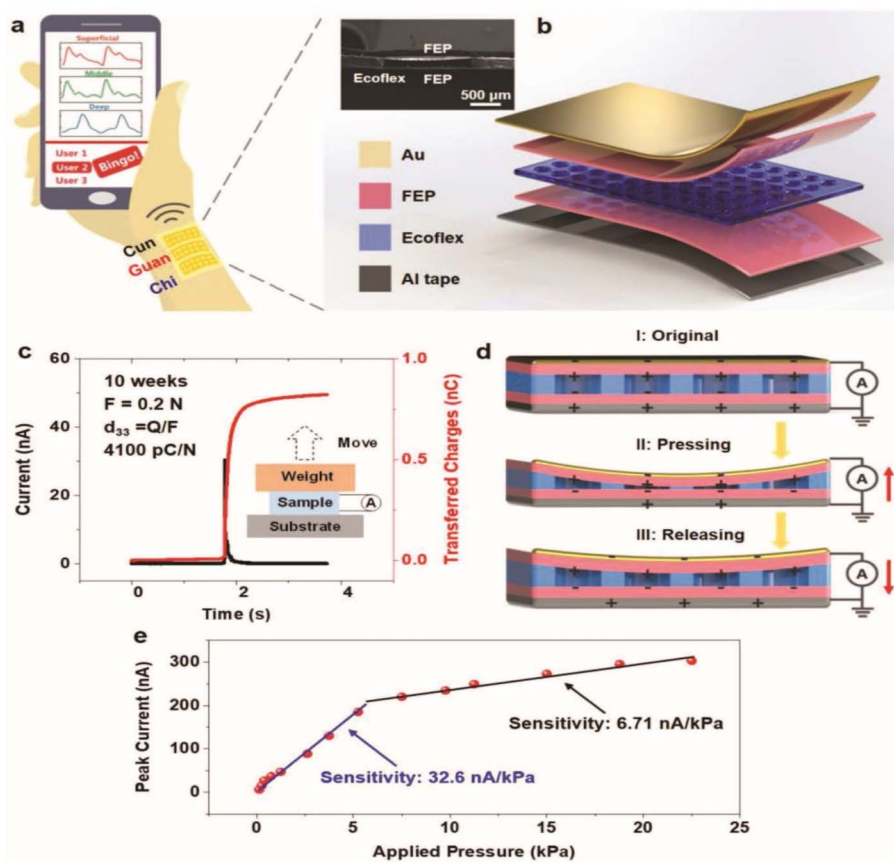 a
Superficial
Middle
Deep
User 1
User 2
User 3
Bingo!
Cun
Guan
Chi
FEP
Ecoflex
FEP
500 μm
b
Au
FEP
Ecoflex
Al tape
c
10 weeks
F = 0.2 N
d₃₃ =Q/F
4100 pC/N
Move
Weight
Sample
A
Substrate
60
40
20
0
Current (nA)
1.0
0.5
0.0
Transferred Charges (nC)
0
2
4
Time (s)
d
I: Original
- - - -
+ + + +
- - - -
+ + + +
A
II: Pressing
A
III: Releasing
A
e
300
200
100
0
Peak Current (nA)
Sensitivity: 6.71 nA/kPa
Sensitivity: 32.6 nA/kPa
0 5 10 15 20 25
Applied Pressure (kPa)